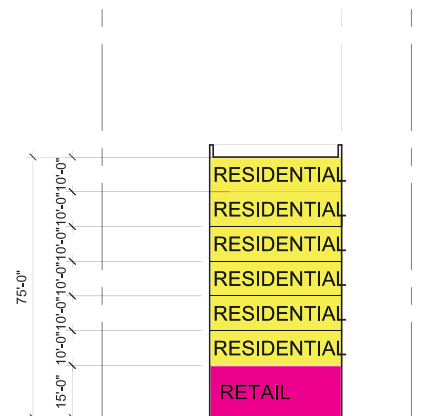 RESIDENTIAL
RESIDENTIAL
RESIDENTIAL
RESIDENTIAL
RESIDENTIAL
RESIDENTIAL
RETAIL
75'-0"
10'-0"
10'-0"
10'-0"
10'-0"
10'-0"
10'-0"
15'-0"